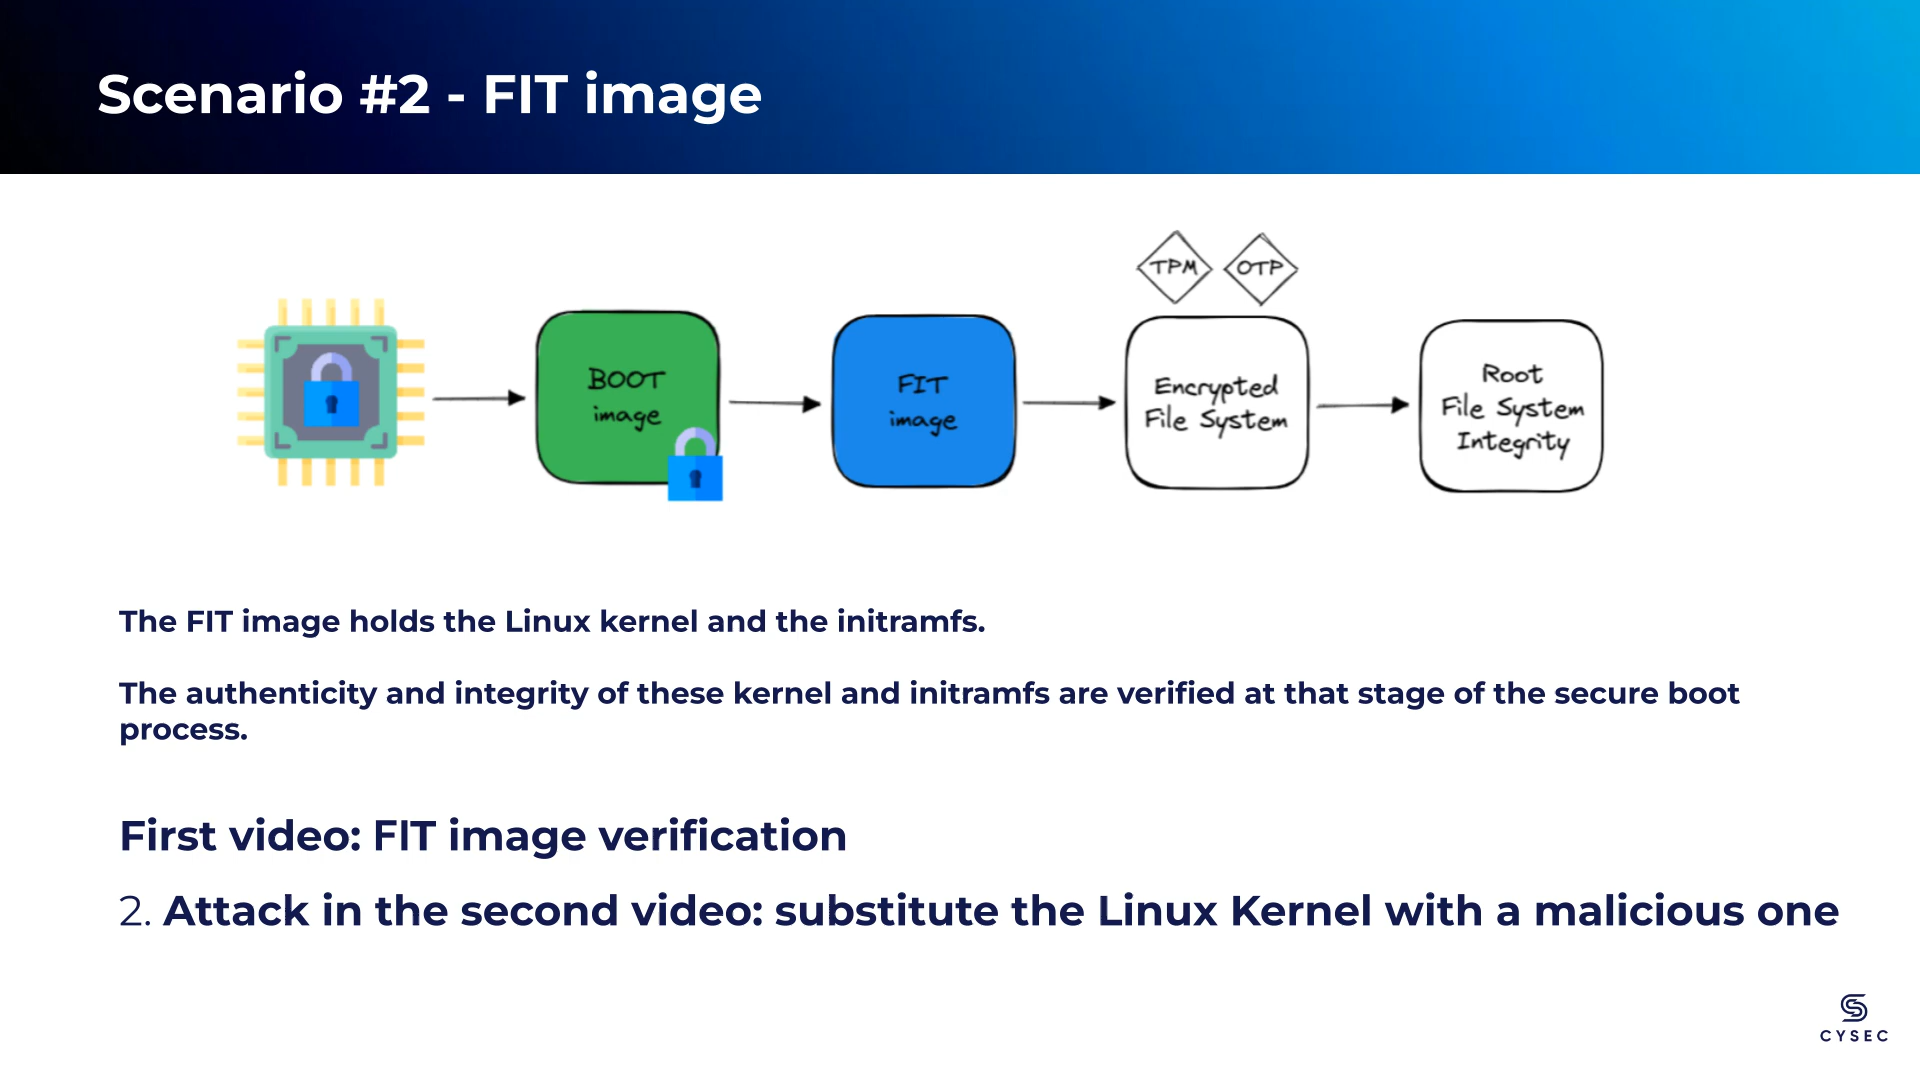 Scenario #2 - FIT image
TPM
OTP
BOOT
image
FIT
image
Encrypted
File System
Root
File System
Integrity
The FIT image holds the Linux kernel and the initramfs.
The authenticity and integrity of these kernel and initramfs are verified at that stage of the secure boot
process.
First video: FIT image verification
2. Attack in the second video: substitute the Linux Kernel with a malicious one
CYSEC